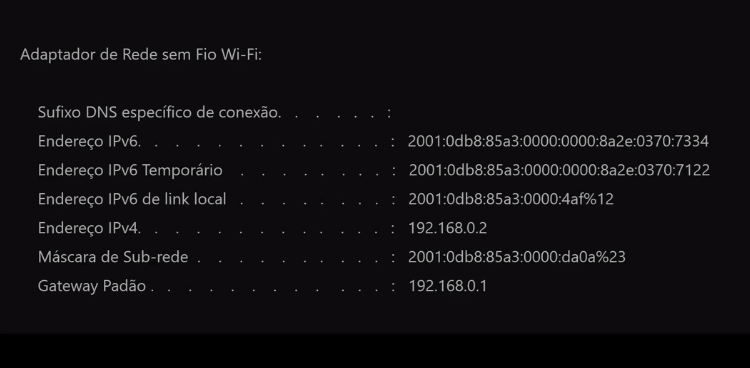 Adaptador de Rede sem Fio Wi-Fi:
Sufixo DNS específico de conexão. . . . . . :
Endereço IPv6. . . . . . . . . . . . : 2001:0db8:85a3:0000:0000:8a2e:0370:7334
Endereço IPv6 Temporário . . . . . . . : 2001:0db8:85a3:0000:0000:8a2e:0370:7122
Endereço IPv6 de link local . . . . . . . : 2001:0db8:85a3:0000:4af%12
Endereço IPv4. . . . . . . . . . . . : 192.168.0.2
Máscara de Sub-rede . . . . . . . . . : 2001:0db8:85a3:0000:da0a%23
Gateway Padão . . . . . . . . . . . : 192.168.0.1